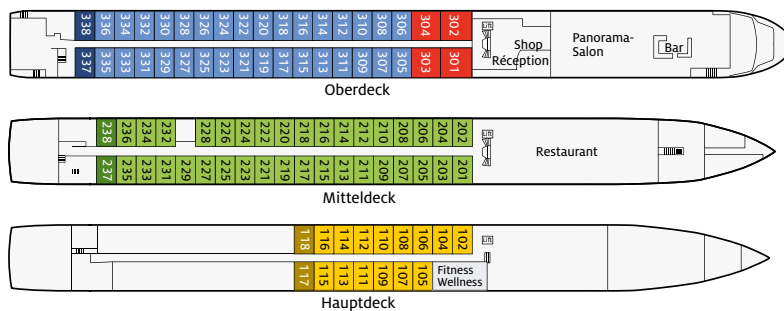 338 336 334 332 330 328 326 324 322 320 318 316 314 312 310 308 306 304 302
Lift
Shop
Réception
Panorama-
Salon
Bar
337 335 333 331 329 327 325 323 321 319 317 315 313 311 309 307 305 303 301
Oberdeck
238 236 234 232 228 226 224 222 220 218 216 214 212 210 208 206 204 202
Lift
Restaurant
237 235 233 231 229 227 225 223 221 219 217 215 213 211 209 207 205 203 201
Mitteldeck
118 116 114 112 110 108 106 104 102
Lift
117 115 113 111 109 107 105
Fitness
Wellness
Hauptdeck